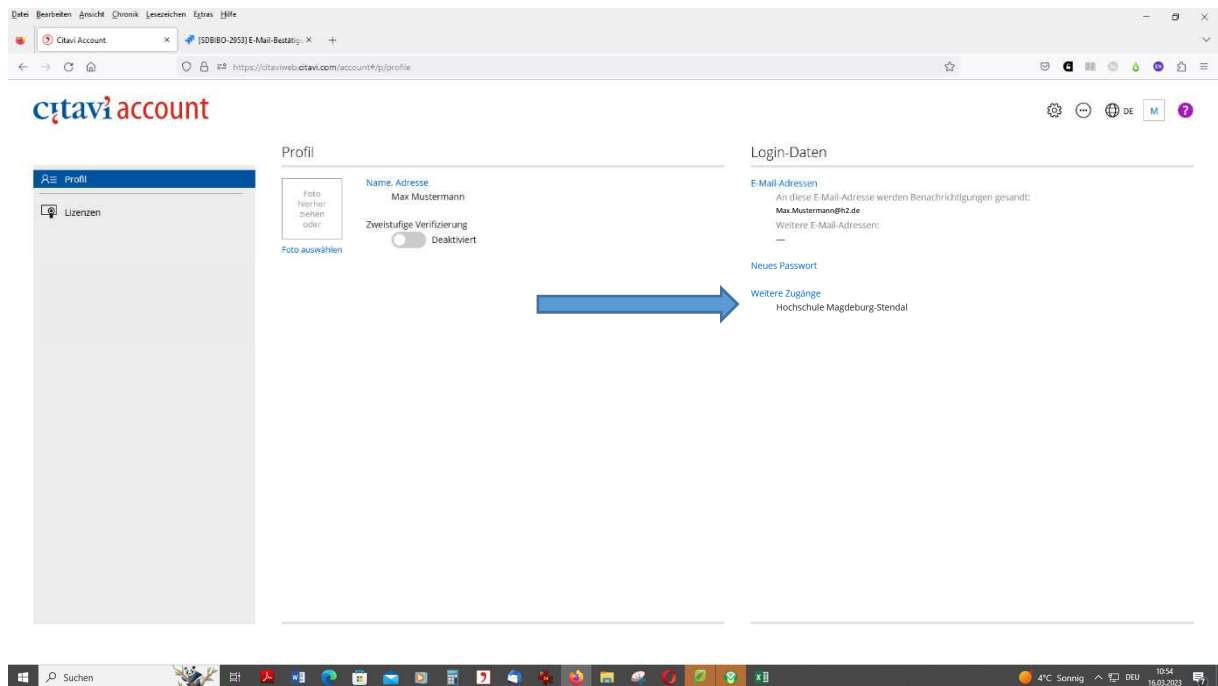 Datei Bearbeiten Ansicht Chronik Lesezeichen Extras Hilfe
Citavi Account
[SDBIBO-2953] E-Mail-Bestätig
https://citaviweb.citavi.com/account#/p/profile
citavi account
DE M ?
Profil
Lizenzen
Profil
Foto
hierher
ziehen
oder
Foto auswählen
Name, Adresse
Max Mustermann
Zweistufige Verifizierung
Deaktiviert
Login-Daten
E-Mail-Adressen
An diese E-Mail-Adresse werden Benachrichtigungen gesandt:
Max.Mustermann@h2.de
Weitere E-Mail-Adressen:
—
Neues Passwort
Weitere Zugänge
Hochschule Magdeburg-Stendal
Suchen
4°C Sonnig
DEU
10:54
16.03.2023